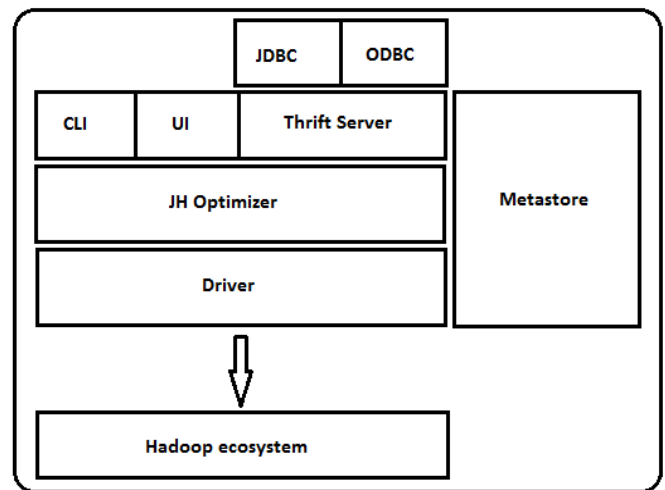 JDBC ODBC
CLI UI Thrift Server
JH Optimizer
Metastore
Driver
Hadoop ecosystem